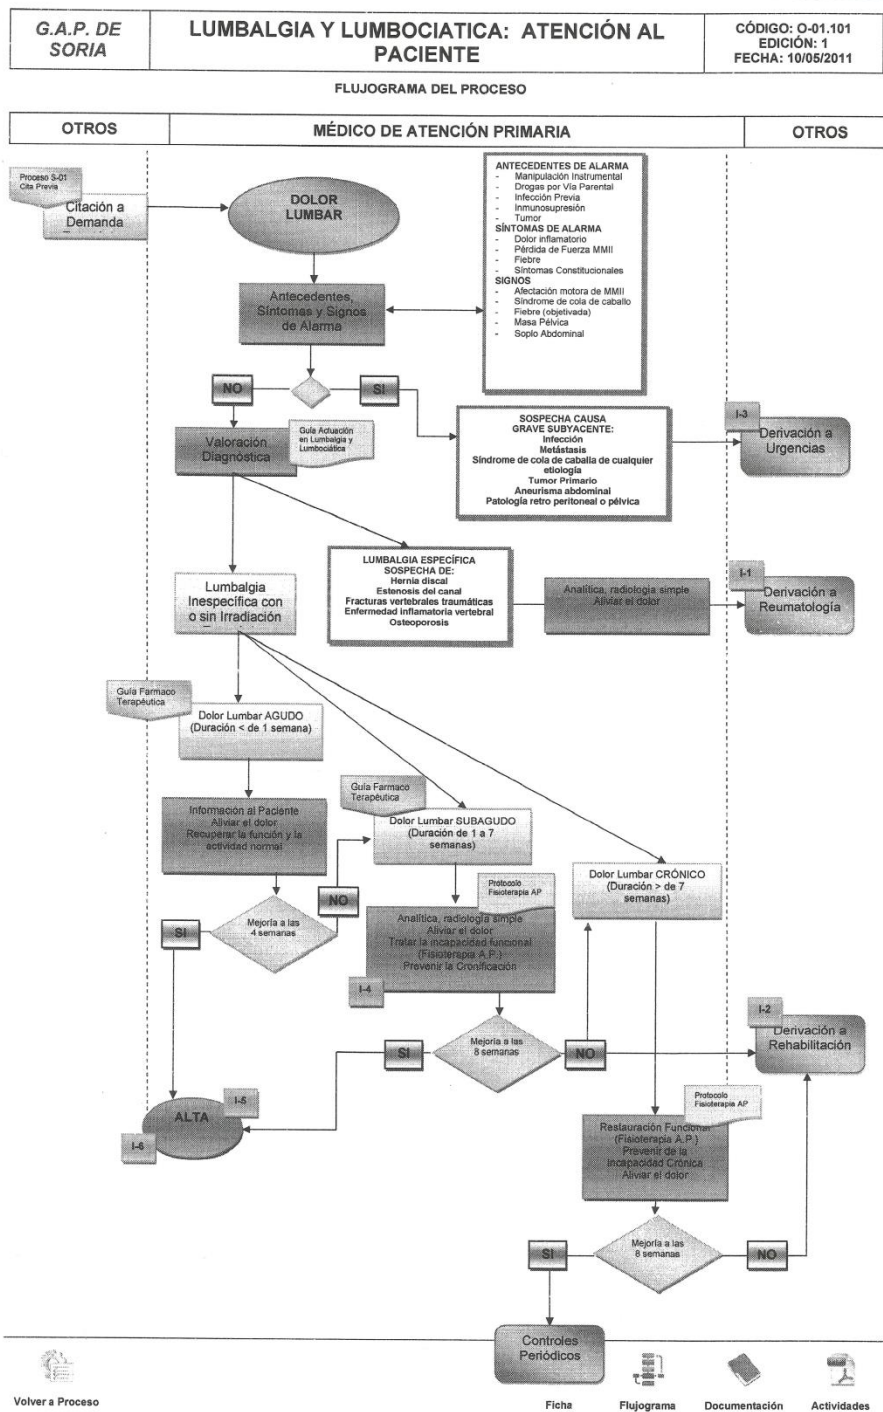 G.A.P. DE
SORIA
LUMBALGIA Y LUMBOCIATICA: ATENCIÓN AL
PACIENTE
CÓDIGO: O-01.101
EDICIÓN: 1
FECHA: 10/05/2011
FLUJOGRAMA DEL PROCESO
OTROS
MÉDICO DE ATENCIÓN PRIMARIA
OTROS
Proceso S-01
Cita Previa
Citación a
Demanda
DOLOR
LUMBAR
ANTECEDENTES DE ALARMA
- Manipulación Instrumental
- Drogas por Vía Parental
- Infección Previa
- Inmunosupresión
- Tumor
SÍNTOMAS DE ALARMA
- Dolor inflamatorio
- Pérdida de Fuerza MMII
- Fiebre
- Síntomas Constitucionales
SIGNOS
- Afectación motora de MMII
- Síndrome de cola de caballo
- Fiebre (objetivada)
- Masa Pélvica
- Soplo Abdominal
Antecedentes,
Síntomas y Signos
de Alarma
NO
SI
Valoración
Diagnóstica
Guía Actuación
en Lumbalgia y
Lumbociática
SOSPECHA CAUSA
GRAVE SUBYACENTE:
Infección
Metástasis
Síndrome de cola de caballa de cualquier
etiología
Tumor Primario
Aneurisma abdominal
Patología retro peritoneal o pélvica
I-3
Derivación a
Urgencias
Lumbalgia
Inespecífica con
o sin Irradiación
LUMBALGIA ESPECÍFICA
SOSPECHA DE:
Hernia discal
Estenosis del canal
Fracturas vertebrales traumáticas
Enfermedad inflamatoria vertebral
Osteoporosis
Analítica, radiología simple
Aliviar el dolor
I-1
Derivación a
Reumatología
Guía Farmaco
Terapéutica
Dolor Lumbar AGUDO
(Duración < de 1 semana)
Información al Paciente
Aliviar el dolor
Recuperar la función y la
actividad normal
Guía Farmaco
Terapéutica
Dolor Lumbar SUBAGUDO
(Duración de 1 a 7
semanas)
Dolor Lumbar CRÓNICO
(Duración > de 7
semanas)
NO
SI
Mejoría a las
4 semanas
Protocolo
Fisioterapia AP
Analítica, radiología simple
Aliviar el dolor
Tratar la incapacidad funcional
(Fisioterapia A.P.)
Prevenir la Cronificación
I-4
I-2
Derivación a
Rehabilitación
SI
Mejoría a las
8 semanas
NO
I-5
ALTA
I-6
Protocolo
Fisioterapia AP
Restauración Funcional
(Fisioterapia A.P.)
Prevenir de la
Incapacidad Crónica
Aliviar el dolor
SI
Mejoría a las
8 semanas
NO
Controles
Periódicos
Volver a Proceso
Ficha
Flujograma
Documentación
Actividades